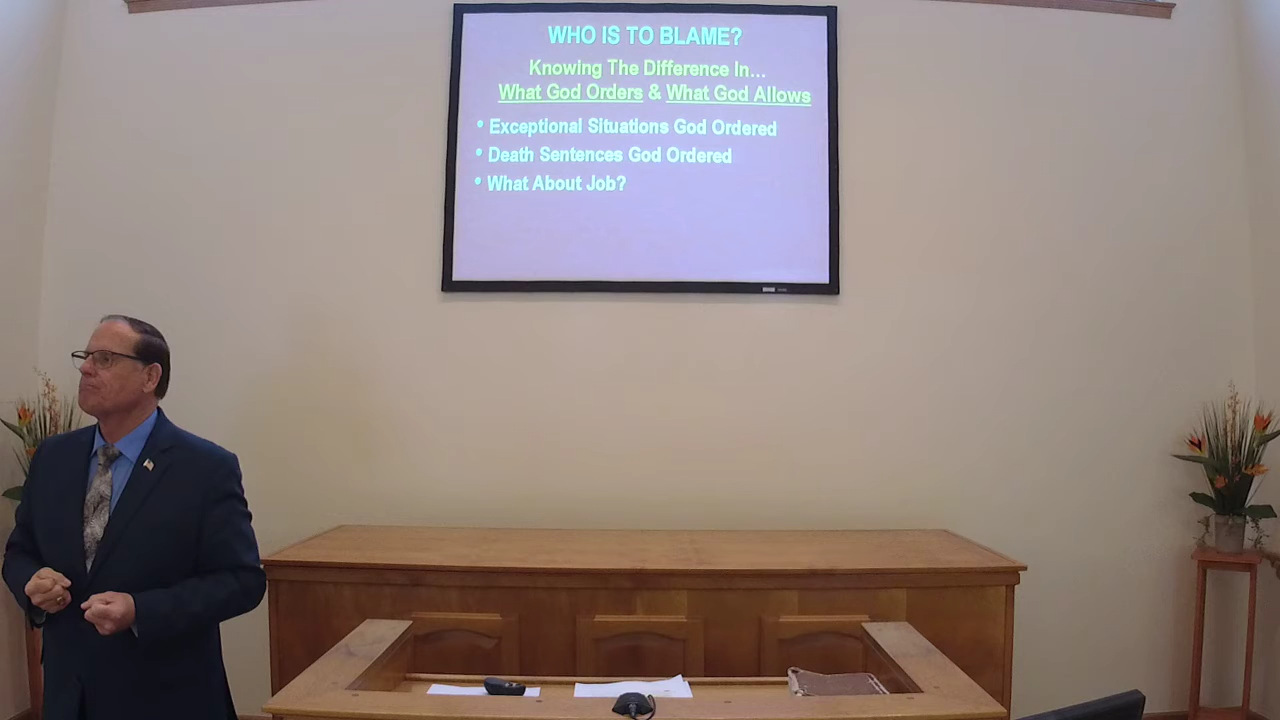 WHO IS TO BLAME?
Knowing The Difference In...
What God Orders & What God Allows
• Exceptional Situations God Ordered
• Death Sentences God Ordered
• What About Job?